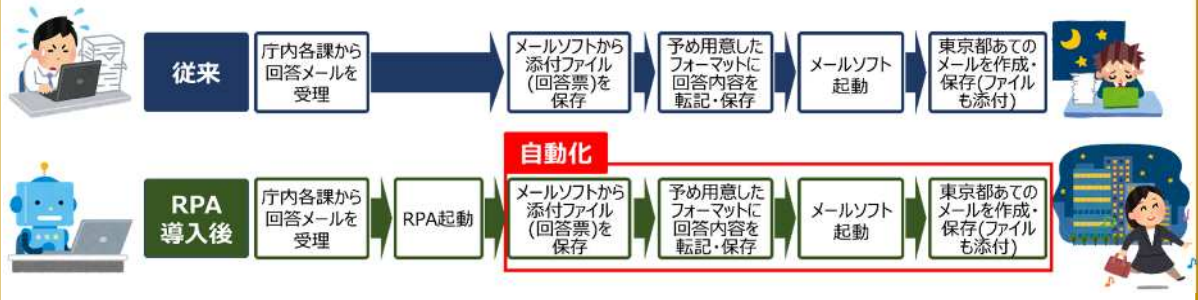 従来
庁内各課から
回答メールを
受理
メールソフトから
添付ファイル
(回答票)を
保存
予め用意した
フォーマットに
回答内容を
転記・保存
メールソフト
起動
東京都あての
メールを作成・
保存(ファイル
も添付)
自動化
RPA
導入後
庁内各課から
回答メールを
受理
RPA起動
メールソフトから
添付ファイル
(回答票)を
保存
予め用意した
フォーマットに
回答内容を
転記・保存
メールソフト
起動
東京都あての
メールを作成・
保存(ファイル
も添付)